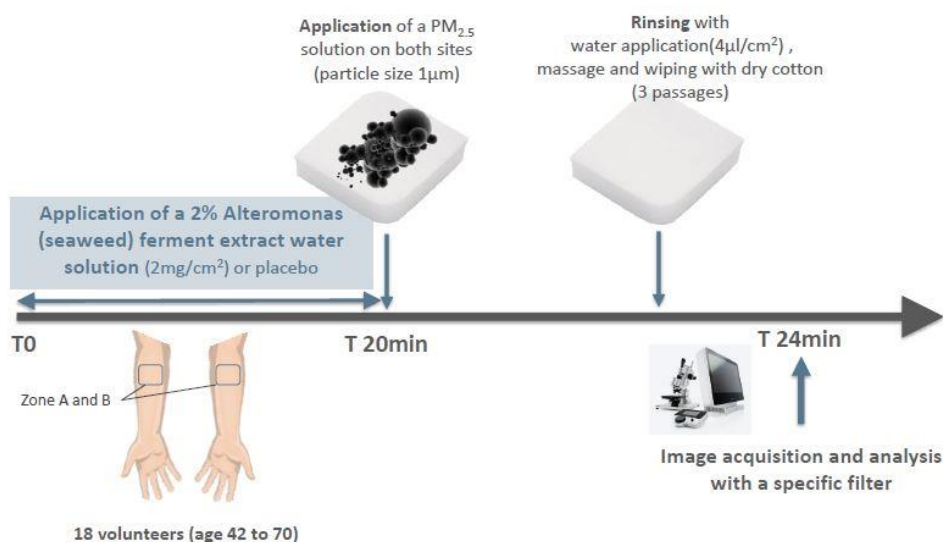 Application of a PM2.5
solution on both sites
(particle size 1µm)
Rinsing with
water application(4µl/cm²) ,
massage and wiping with dry cotton
(3 passages)
Application of a 2% Alteromonas
(seaweed) ferment extract water
solution (2mg/cm²) or placebo
T0
T 20min
T 24min
Zone A and B
Image acquisition and analysis
with a specific filter
18 volunteers (age 42 to 70)